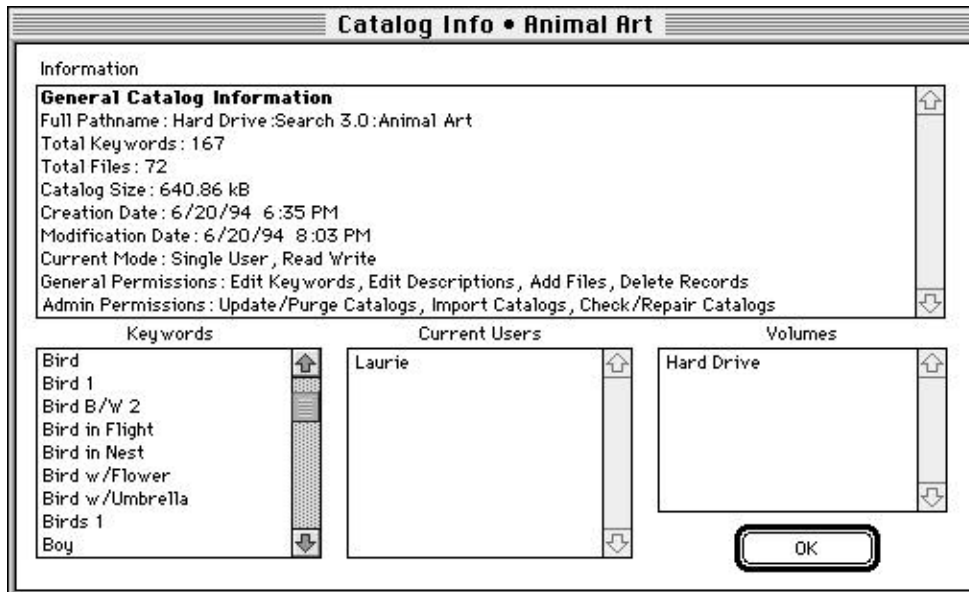 Catalog Info • Animal Art
Information
General Catalog Information
Full Pathname: Hard Drive:Search 3.0:Animal Art
Total Keywords: 167
Total Files: 72
Catalog Size: 640.86 kB
Creation Date: 6/20/94 6:35 PM
Modification Date: 6/20/94 8:03 PM
Current Mode: Single User, Read Write
General Permissions: Edit Keywords, Edit Descriptions, Add Files, Delete Records
Admin Permissions: Update/Purge Catalogs, Import Catalogs, Check/Repair Catalogs
Keywords
Bird
Bird 1
Bird B/W 2
Bird in Flight
Bird in Nest
Bird w/Flower
Bird w/Umbrella
Birds 1
Boy
Current Users
Laurie
Volumes
Hard Drive
OK